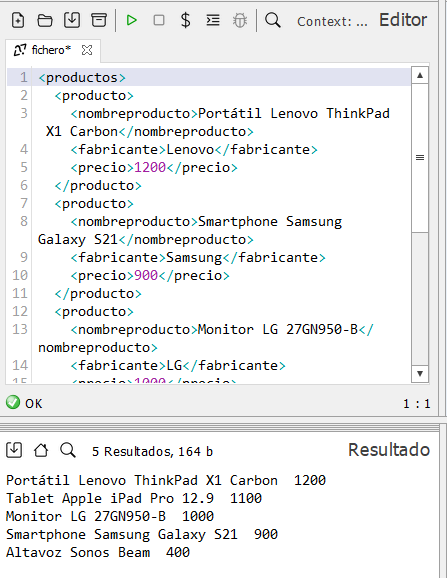 Context: ... Editor
fichero*
1 <productos>
2 <producto>
3 <nombreproducto>Portátil Lenovo ThinkPad
X1 Carbon</nombreproducto>
4 <fabricante>Lenovo</fabricante>
5 <precio>1200</precio>
6 </producto>
7 <producto>
8 <nombreproducto>Smartphone Samsung
Galaxy S21</nombreproducto>
9 <fabricante>Samsung</fabricante>
10 <precio>900</precio>
11 </producto>
12 <producto>
13 <nombreproducto>Monitor LG 27GN950-B</
nombreproducto>
14 <fabricante>LG</fabricante>
15 <precio>1000</precio>
OK 1 : 1
5 Resultados, 164 b Resultado
Portátil Lenovo ThinkPad X1 Carbon 1200
Tablet Apple iPad Pro 12.9 1100
Monitor LG 27GN950-B 1000
Smartphone Samsung Galaxy S21 900
Altavoz Sonos Beam 400